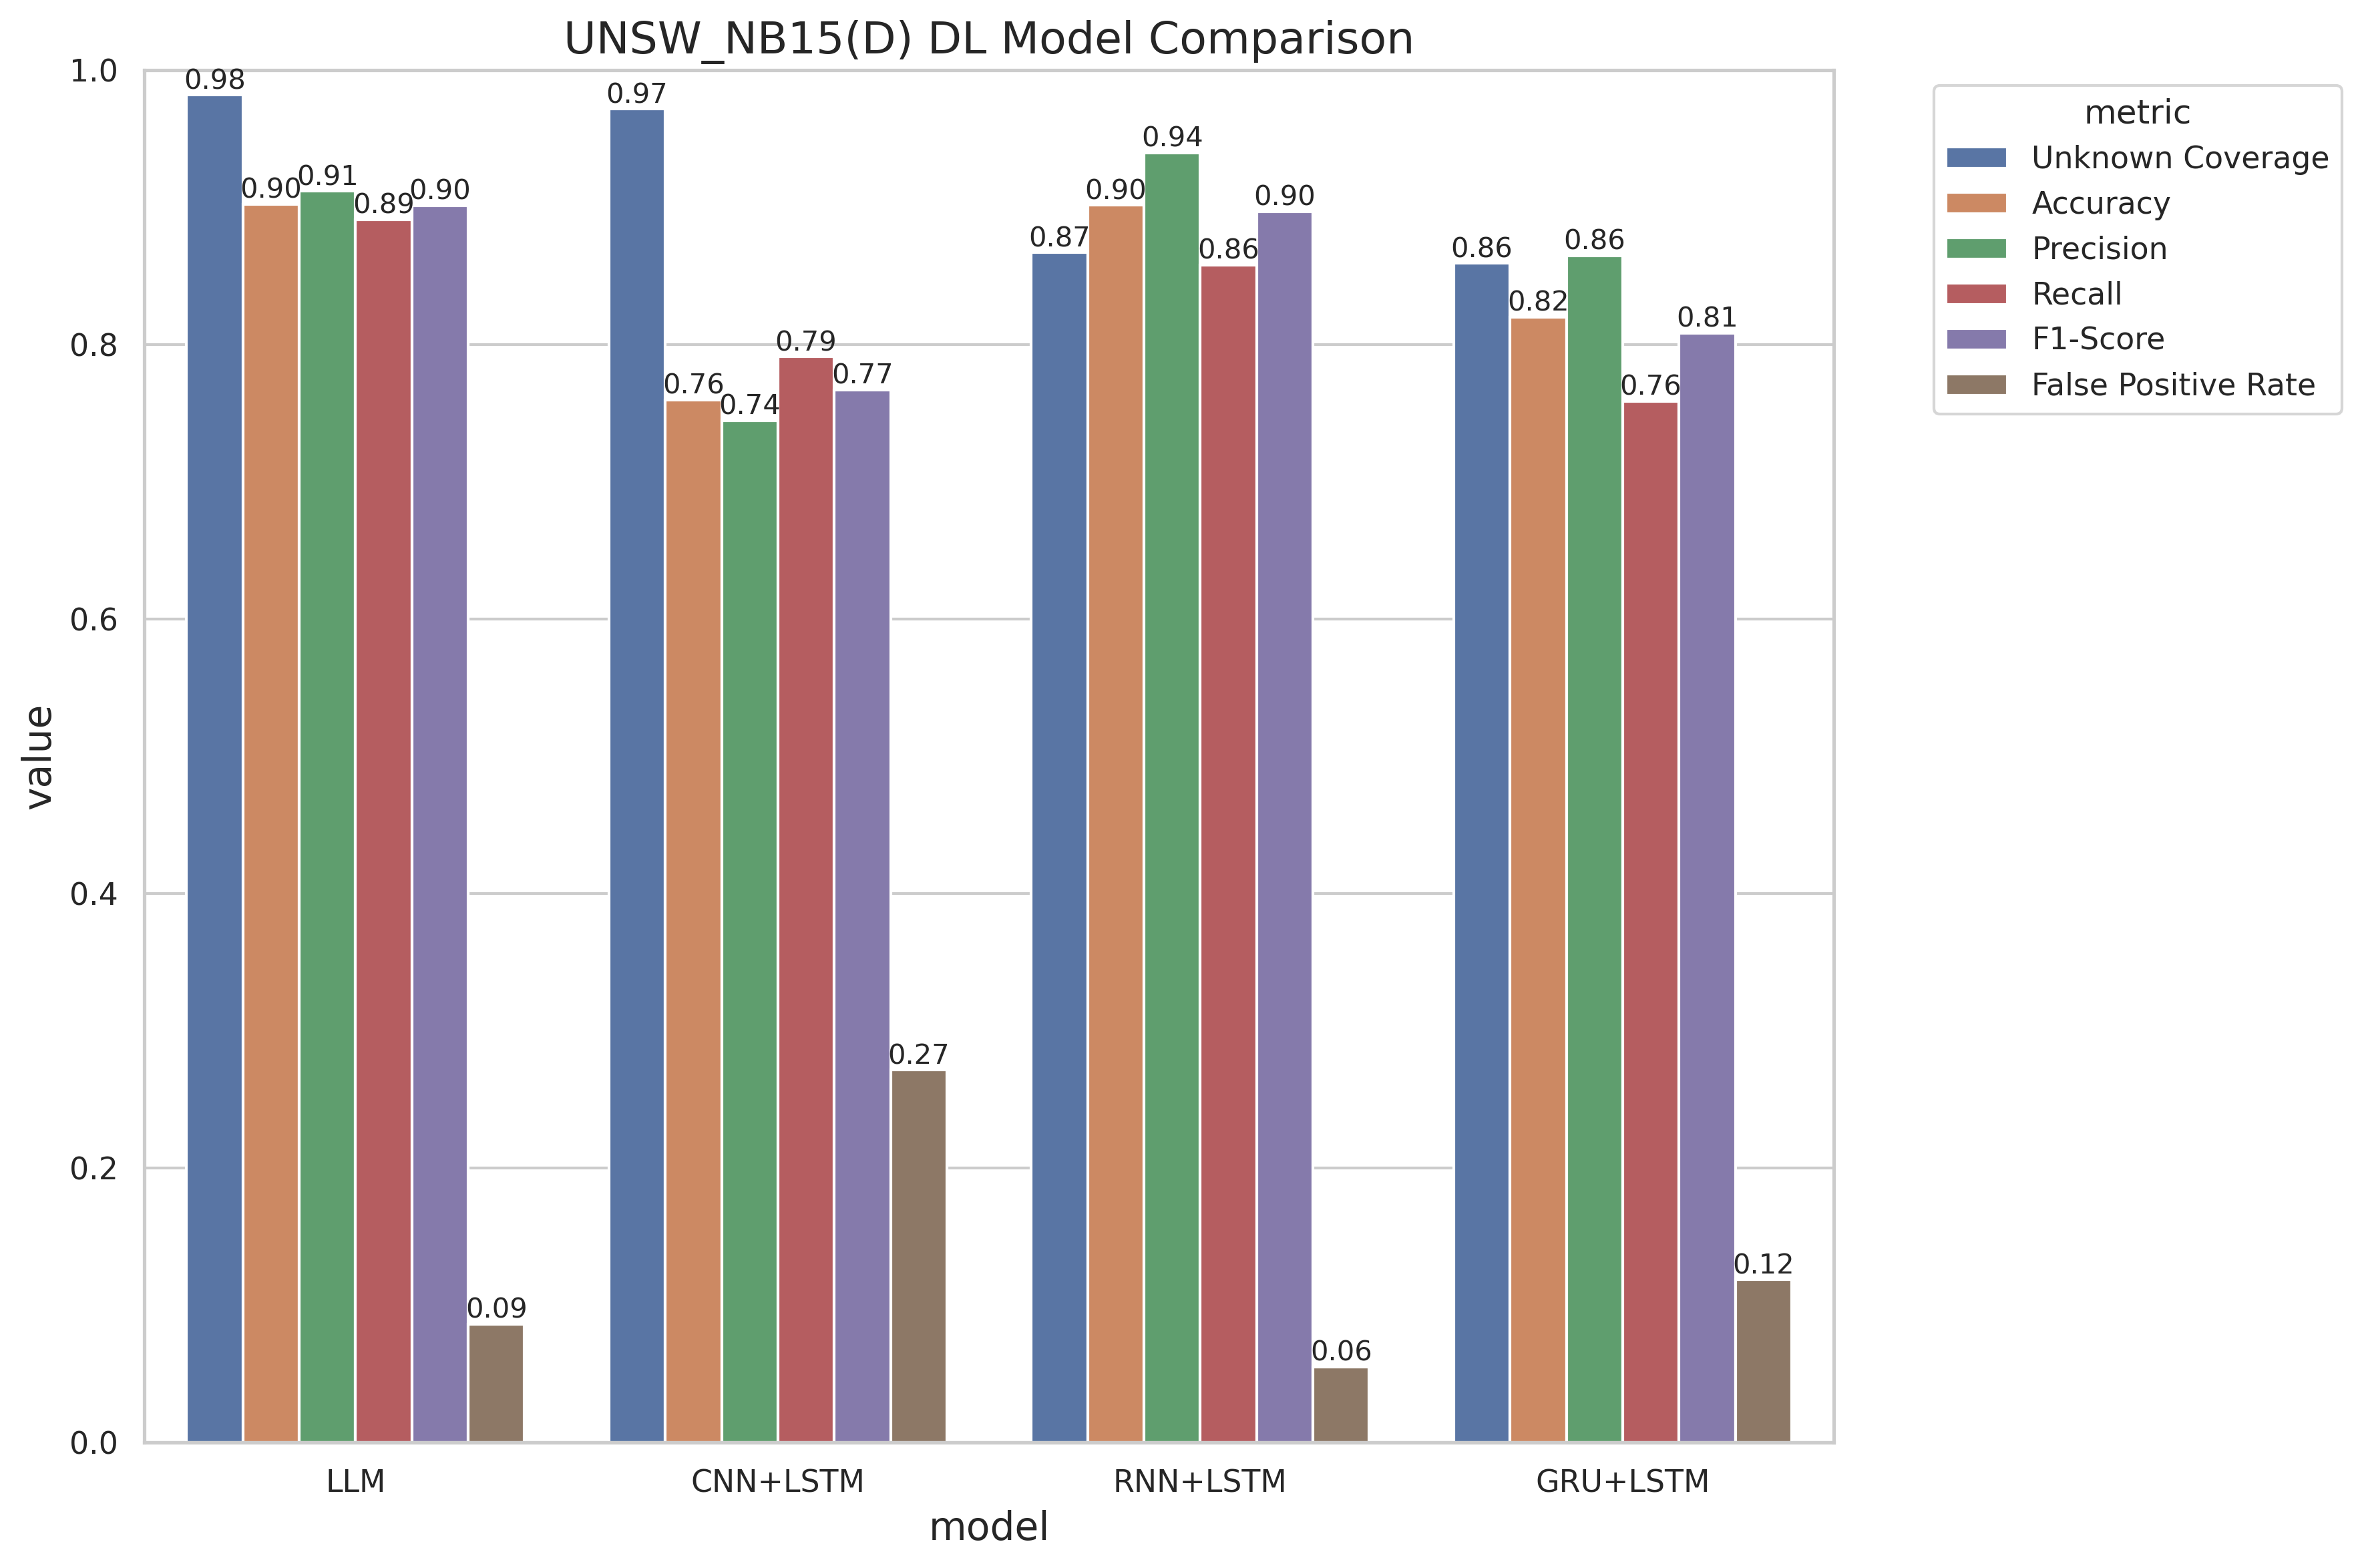 UNSW_NB15(D) DL Model Comparison
metric
Unknown Coverage
Accuracy
Precision
Recall
F1-Score
False Positive Rate
value
1.0
0.8
0.6
0.4
0.2
0.0
0.98
0.90
0.91
0.89
0.90
0.09
0.97
0.76
0.74
0.79
0.77
0.27
0.87
0.90
0.94
0.86
0.90
0.06
0.86
0.82
0.86
0.76
0.81
0.12
LLM
CNN+LSTM
RNN+LSTM
GRU+LSTM
model